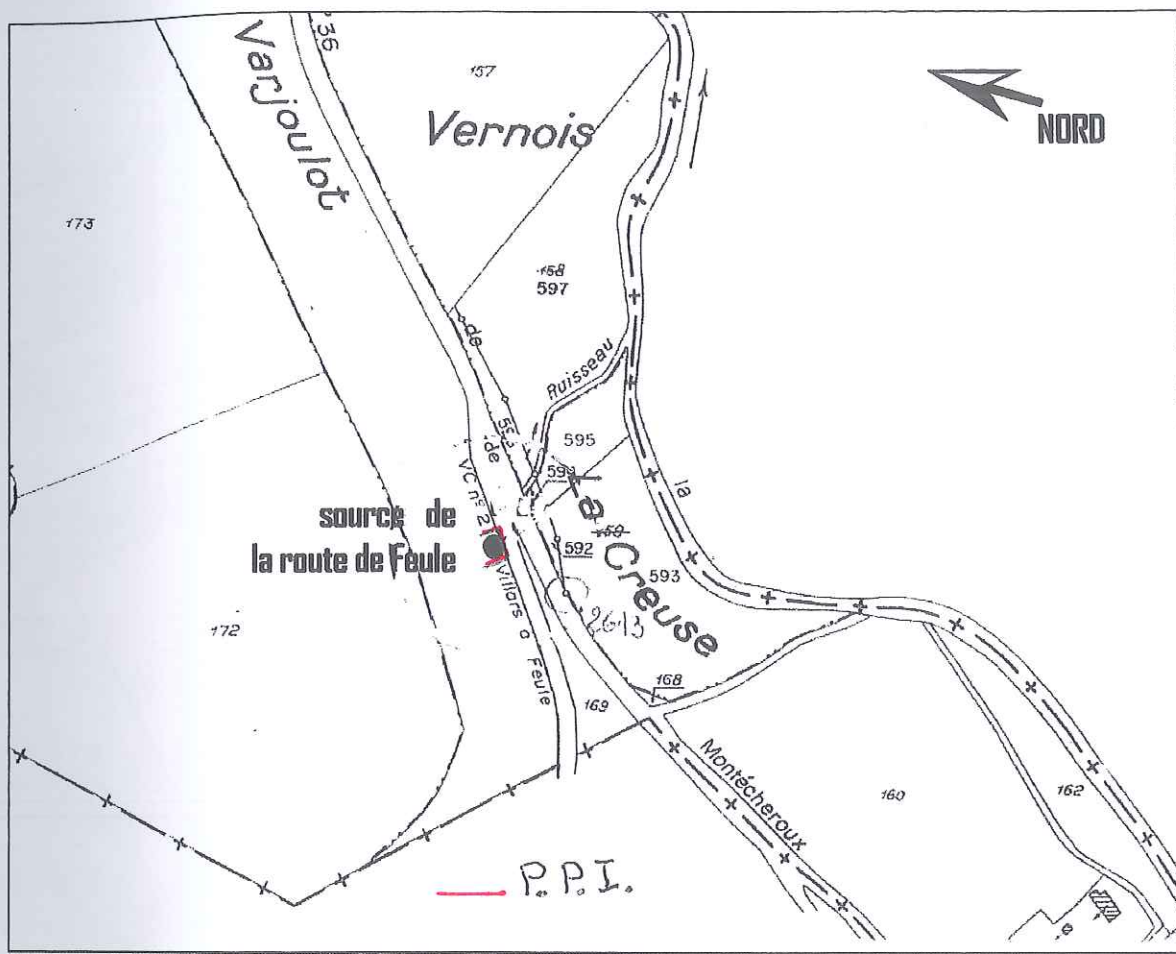 36
157
Varjoulot
Vernois
NORD
173
158
597
de
Ruisseau
595
de
la
VC n° 2
source de
la route de Feule
La Creuse
592
593
Villars a Feule
2613
172
168
169
Montécheroux
160
162
P.P.I.